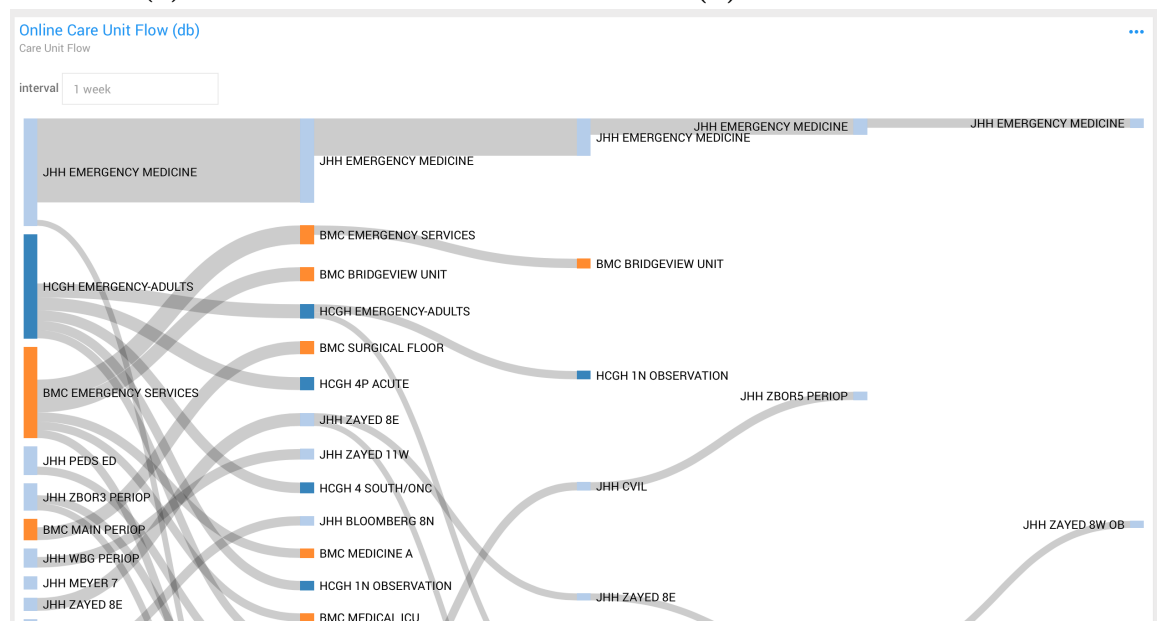 Online Care Unit Flow (db)
Care Unit Flow
interval
1 week
JHH EMERGENCY MEDICINE
HCGH EMERGENCY-ADULTS
BMC EMERGENCY SERVICES
JHH PEDS ED
JHH ZBOR3 PERIOP
BMC MAIN PERIOP
JHH WBG PERIOP
JHH MEYER 7
JHH ZAYED 8E
JHH EMERGENCY MEDICINE
BMC EMERGENCY SERVICES
BMC BRIDGEVIEW UNIT
HCGH EMERGENCY-ADULTS
BMC SURGICAL FLOOR
HCGH 4P ACUTE
JHH ZAYED 8E
JHH ZAYED 11W
HCGH 4 SOUTH/ONC
JHH BLOOMBERG 8N
BMC MEDICINE A
HCGH 1N OBSERVATION
BMC MEDICAL ICU
JHH EMERGENCY MEDICINE
BMC BRIDGEVIEW UNIT
HCGH 1N OBSERVATION
JHH CVIL
JHH ZAYED 8E
JHH EMERGENCY MEDICINE
JHH ZBOR5 PERIOP
JHH EMERGENCY MEDICINE
JHH ZAYED 8W OB